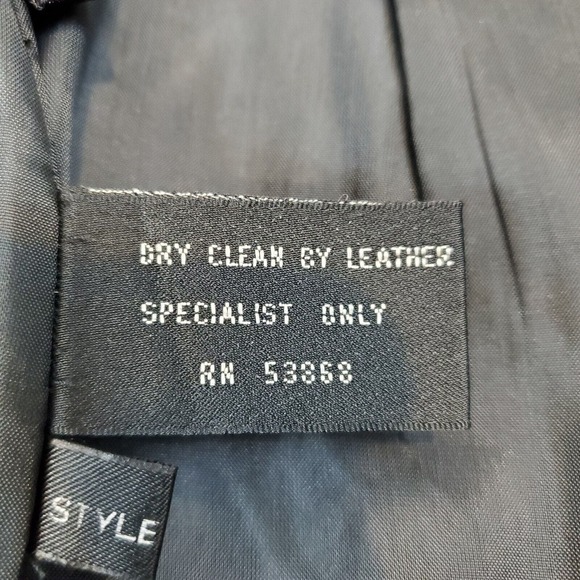 DRY CLEAN BY LEATHER
SPECIALIST ONLY
RN 53868
STYLE